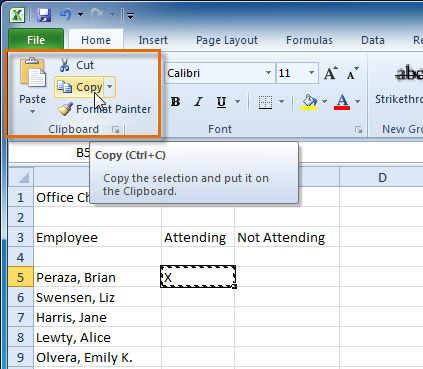 File Home Insert Page Layout Formulas
Cut
Copy
Format Painter
Paste
Clipboard
Calibri 11
B I U
Font
abc
Strikethro
New Gro
B5
Copy (Ctrl+C)
Copy the selection and put it on
the Clipboard.
D
1 Office Ch
2
3 Employee Attending Not Attending
4
5 Peraza, Brian X
6 Swensen, Liz
7 Harris, Jane
8 Lewty, Alice
9 Olvera, Emily K.